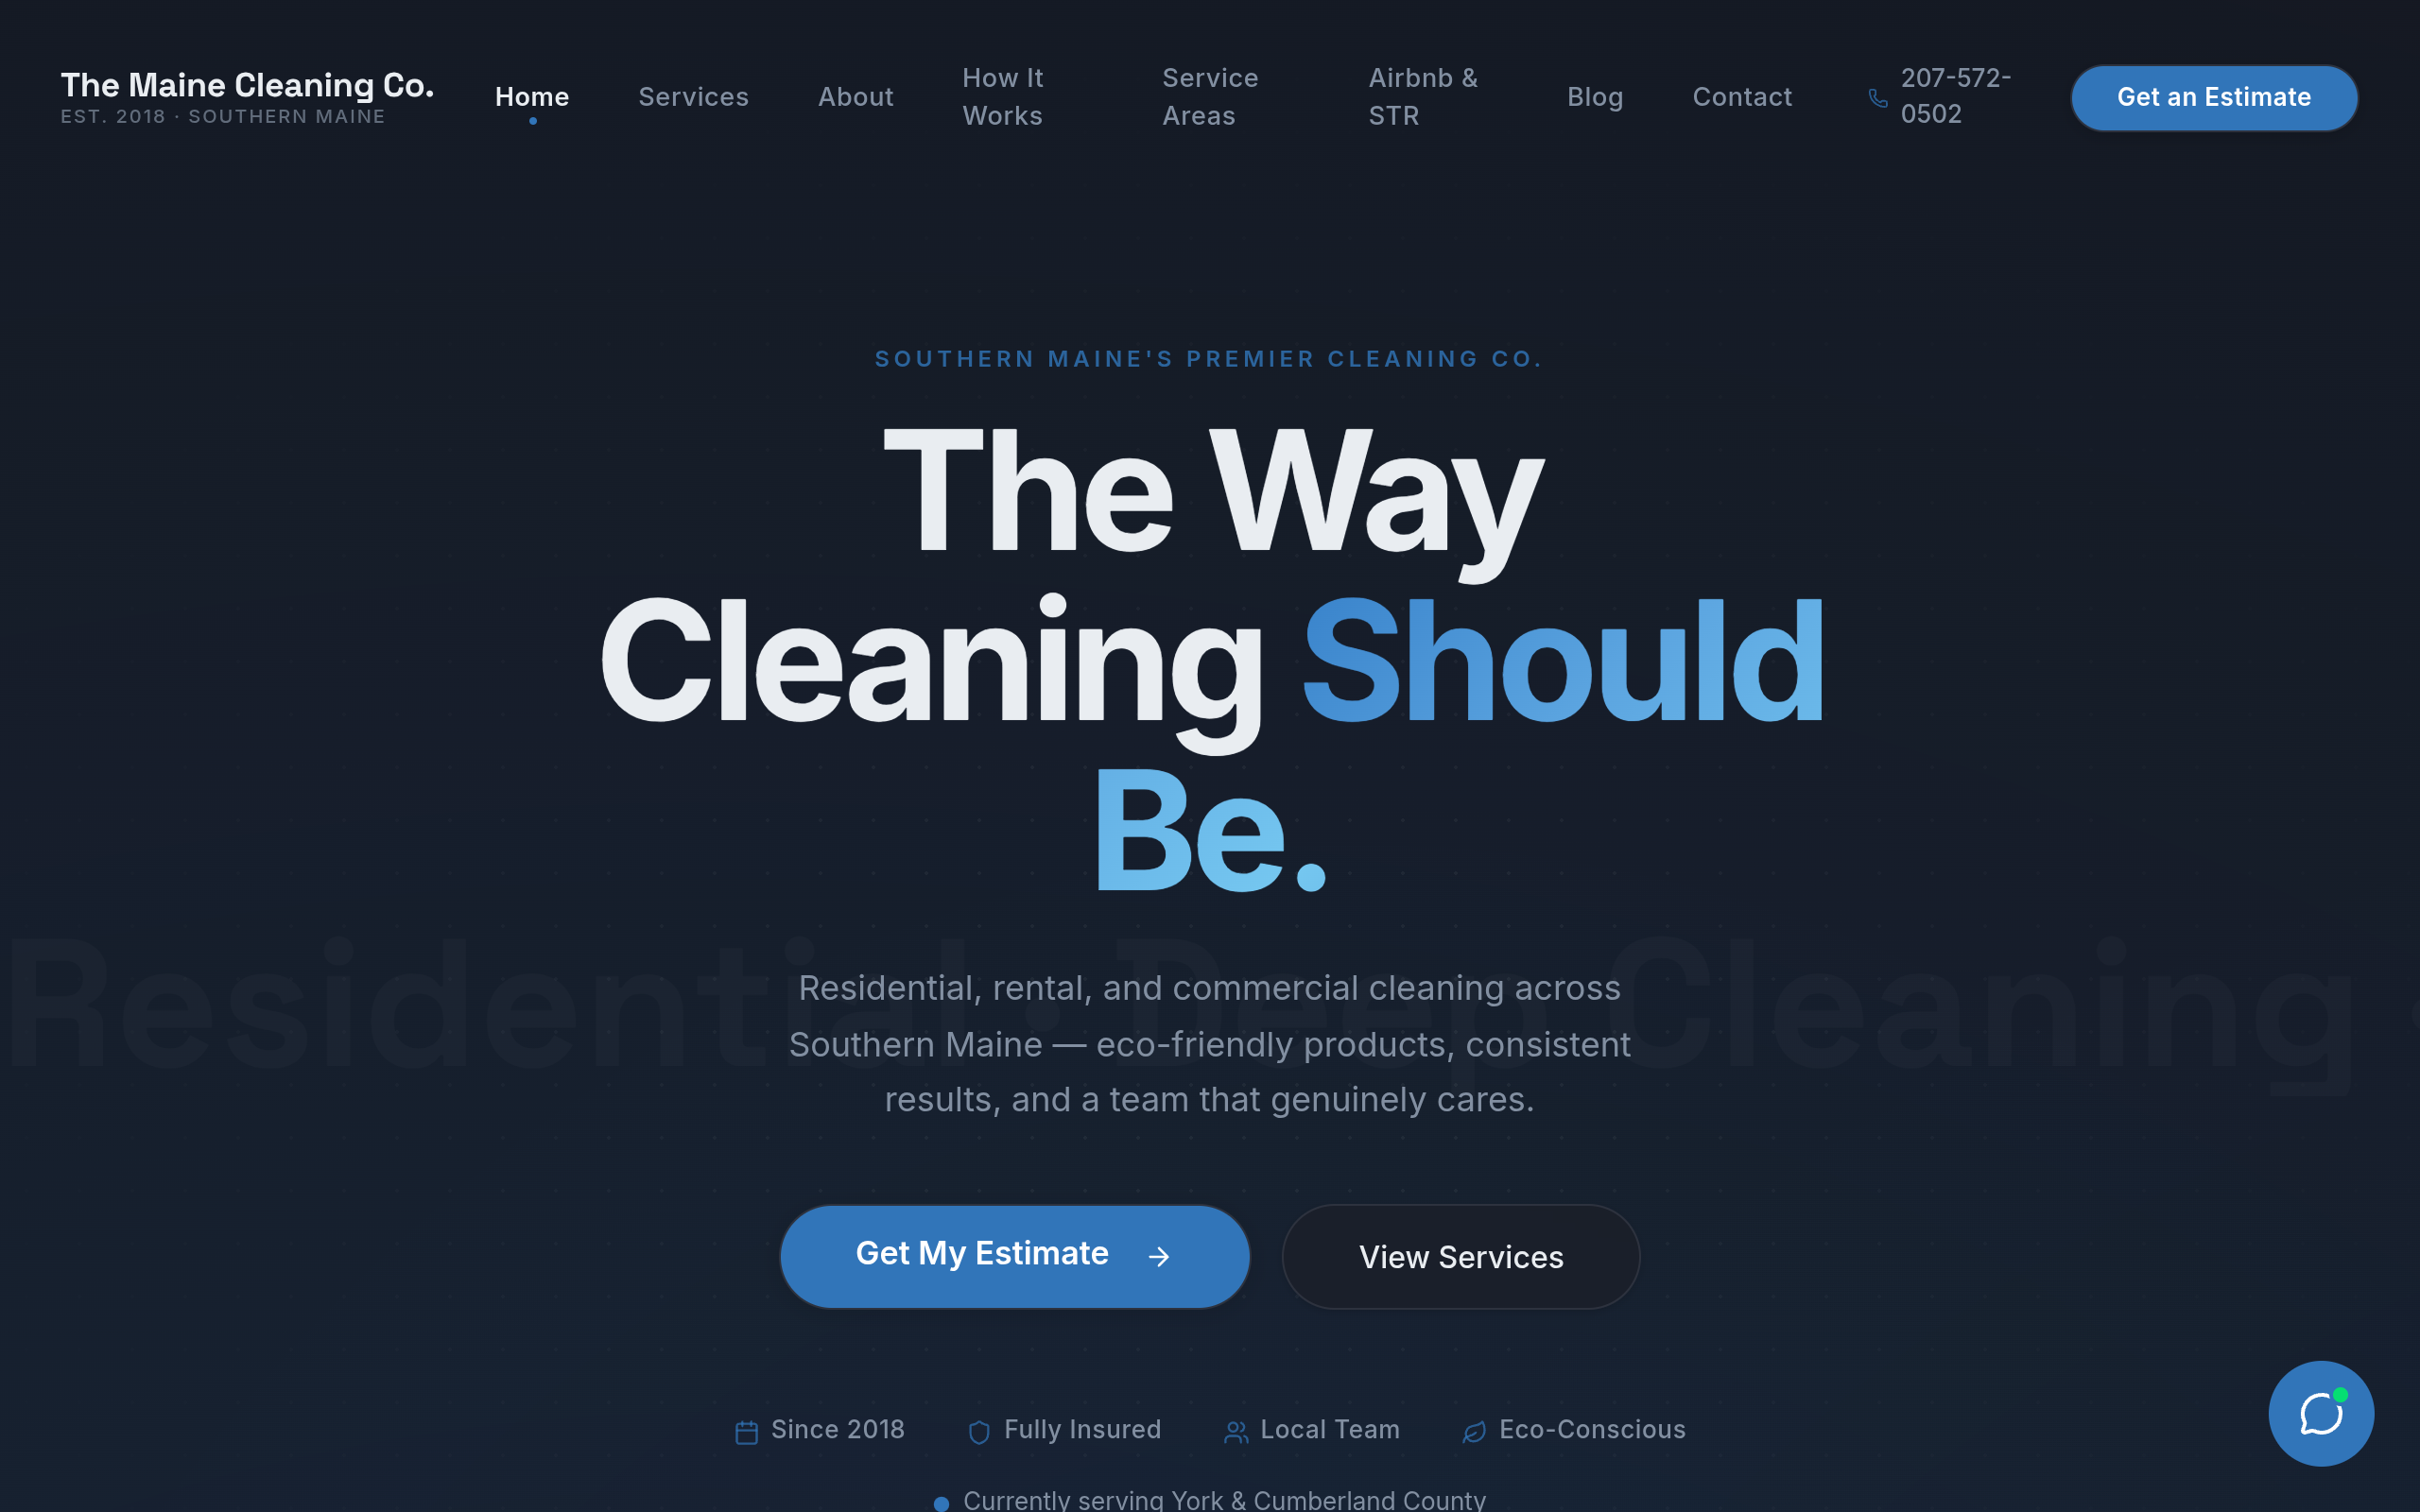 The Maine Cleaning Co.
EST. 2018 · SOUTHERN MAINE
Home
Services
About
How It
Works
Service
Areas
Airbnb &
STR
Blog
Contact
207-572-
0502
Get an Estimate
SOUTHERN MAINE'S PREMIER CLEANING CO.
The Way
Cleaning Should
Be.
Residential · Deep Cleaning
Residential, rental, and commercial cleaning across
Southern Maine — eco-friendly products, consistent
results, and a team that genuinely cares.
Get My Estimate
View Services
Since 2018
Fully Insured
Local Team
Eco-Conscious
Currently serving York & Cumberland County